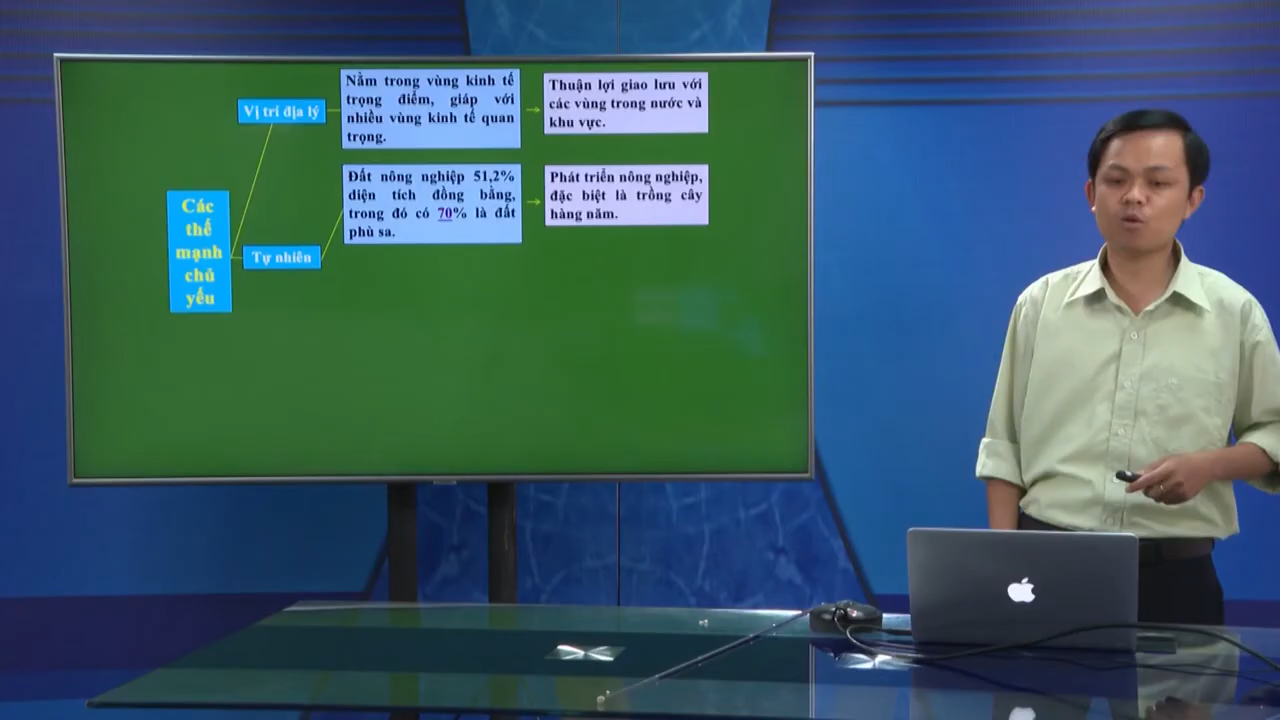 Vị trí địa lý
Nằm trong vùng kinh tế
trọng điểm, giáp với
nhiều vùng kinh tế quan
trọng.
Thuận lợi giao lưu với
các vùng trong nước và
khu vực.
Các
thế
mạnh
chủ
yếu
Tự nhiên
Đất nông nghiệp 51,2%
diện tích đồng bằng,
trong đó có 70% là đất
phù sa.
Phát triển nông nghiệp,
đặc biệt là trồng cây
hàng năm.